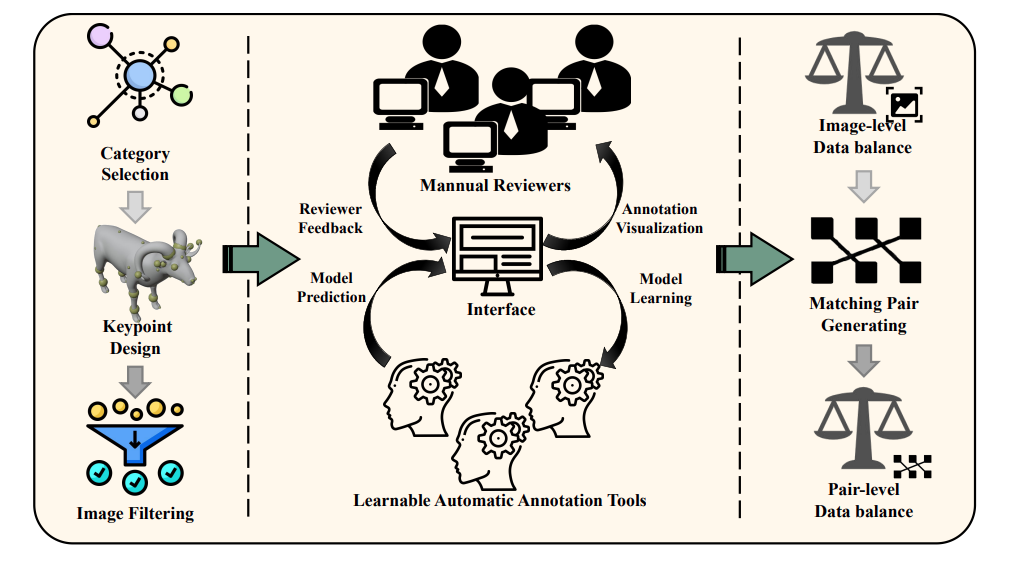 Category
Selection
Keypoint
Design
Image Filtering
Mannual Reviewers
Reviewer
Feedback
Annotation
Visualization
Model
Prediction
Interface
Model
Learning
Learnable Automatic Annotation Tools
Image-level
Data balance
Matching Pair
Generating
Pair-level
Data balance